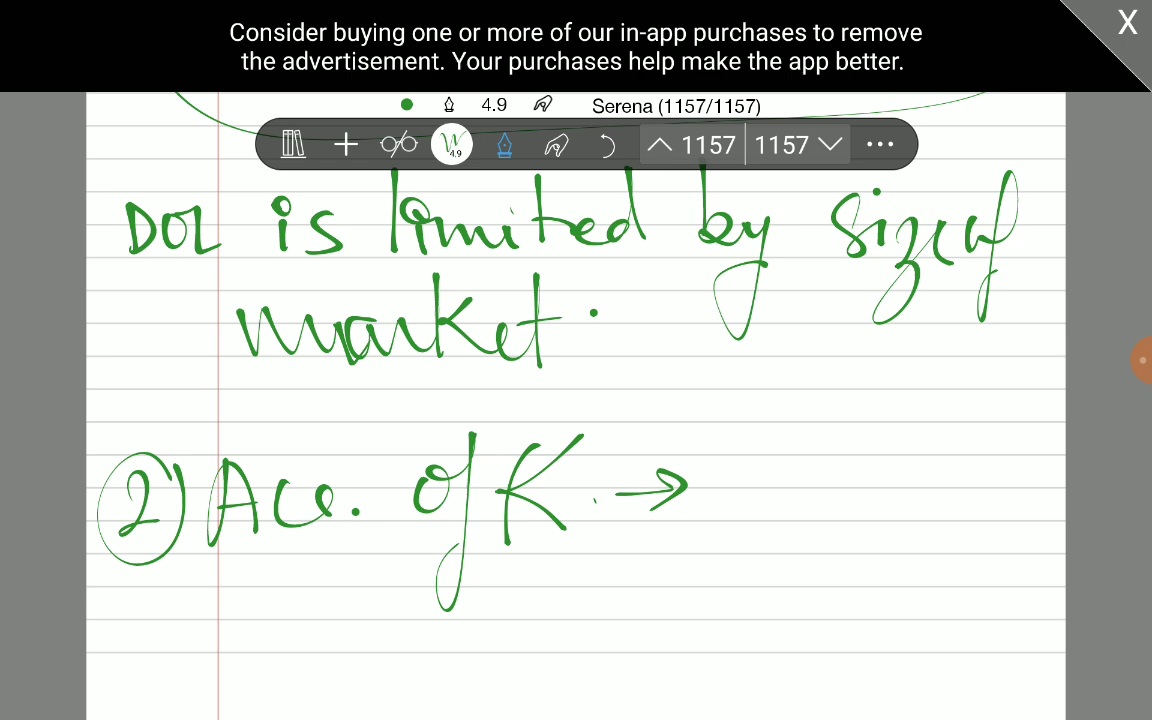 Consider buying one or more of our in-app purchases to remove
the advertisement. Your purchases help make the app better.
X
4.9 Serena (1157/1157)
4.9 1157 1157
DOL is limited by size of
market.
2) Acc. of K. →